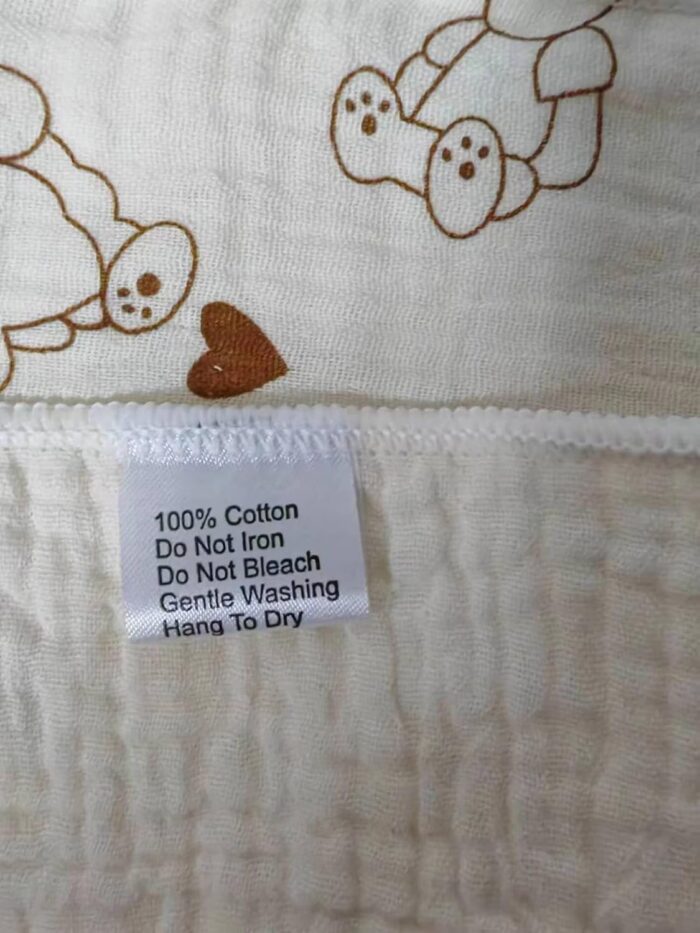 100% Cotton
Do Not Iron
Do Not Bleach
Gentle Washing
Hang To Dry